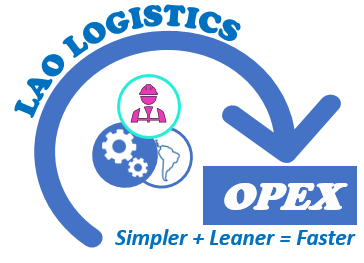 LAO LOGISTICS
OPEX
Simpler + Leaner = Faster